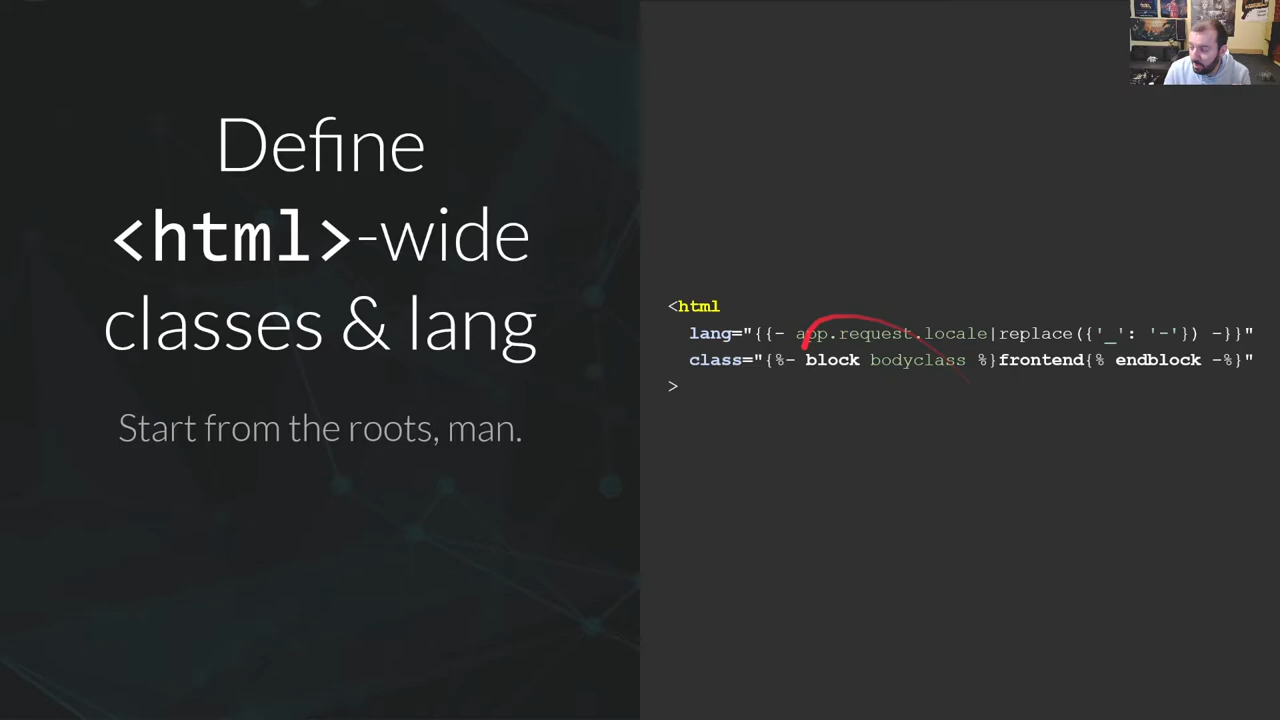 Define
<html>-wide
classes & lang
Start from the roots, man.
<html
lang="{{- app.request.locale|replace({'_': '-'}) -}}"
class="{%- block bodyclass %}frontend{% endblock -%}"
>